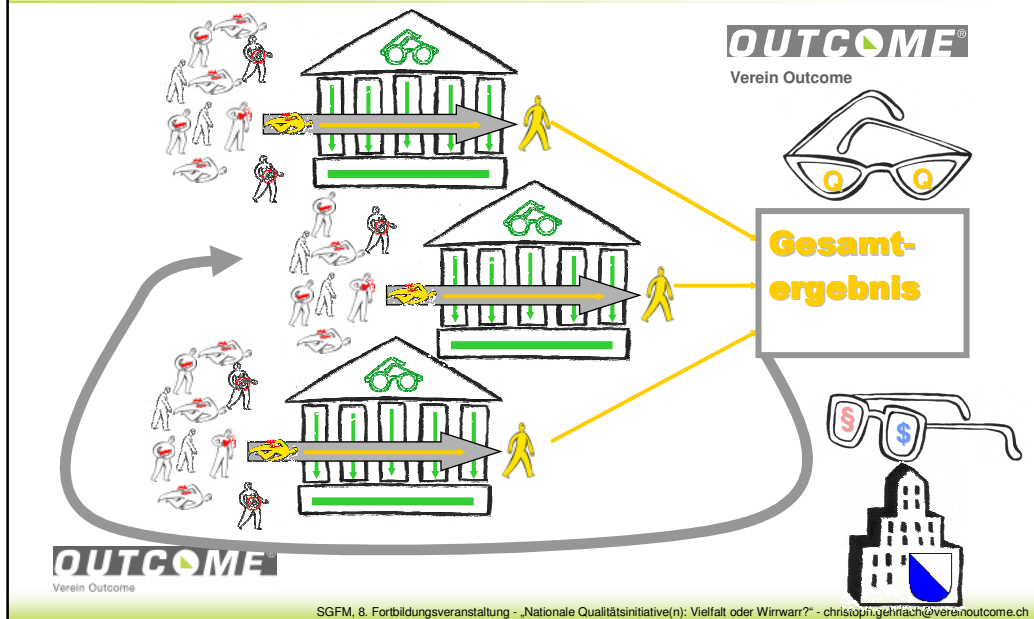 OUTCOME®
Verein Outcome
Q Q
Gesamt-
ergebnis
§ $
OUTCOME®
Verein Outcome
SGFM, 8. Fortbildungsveranstaltung - „Nationale Qualitätsinitiative(n): Vielfalt oder Wirrwarr?“ - christoph.gehrlach@vereinoutcome.ch